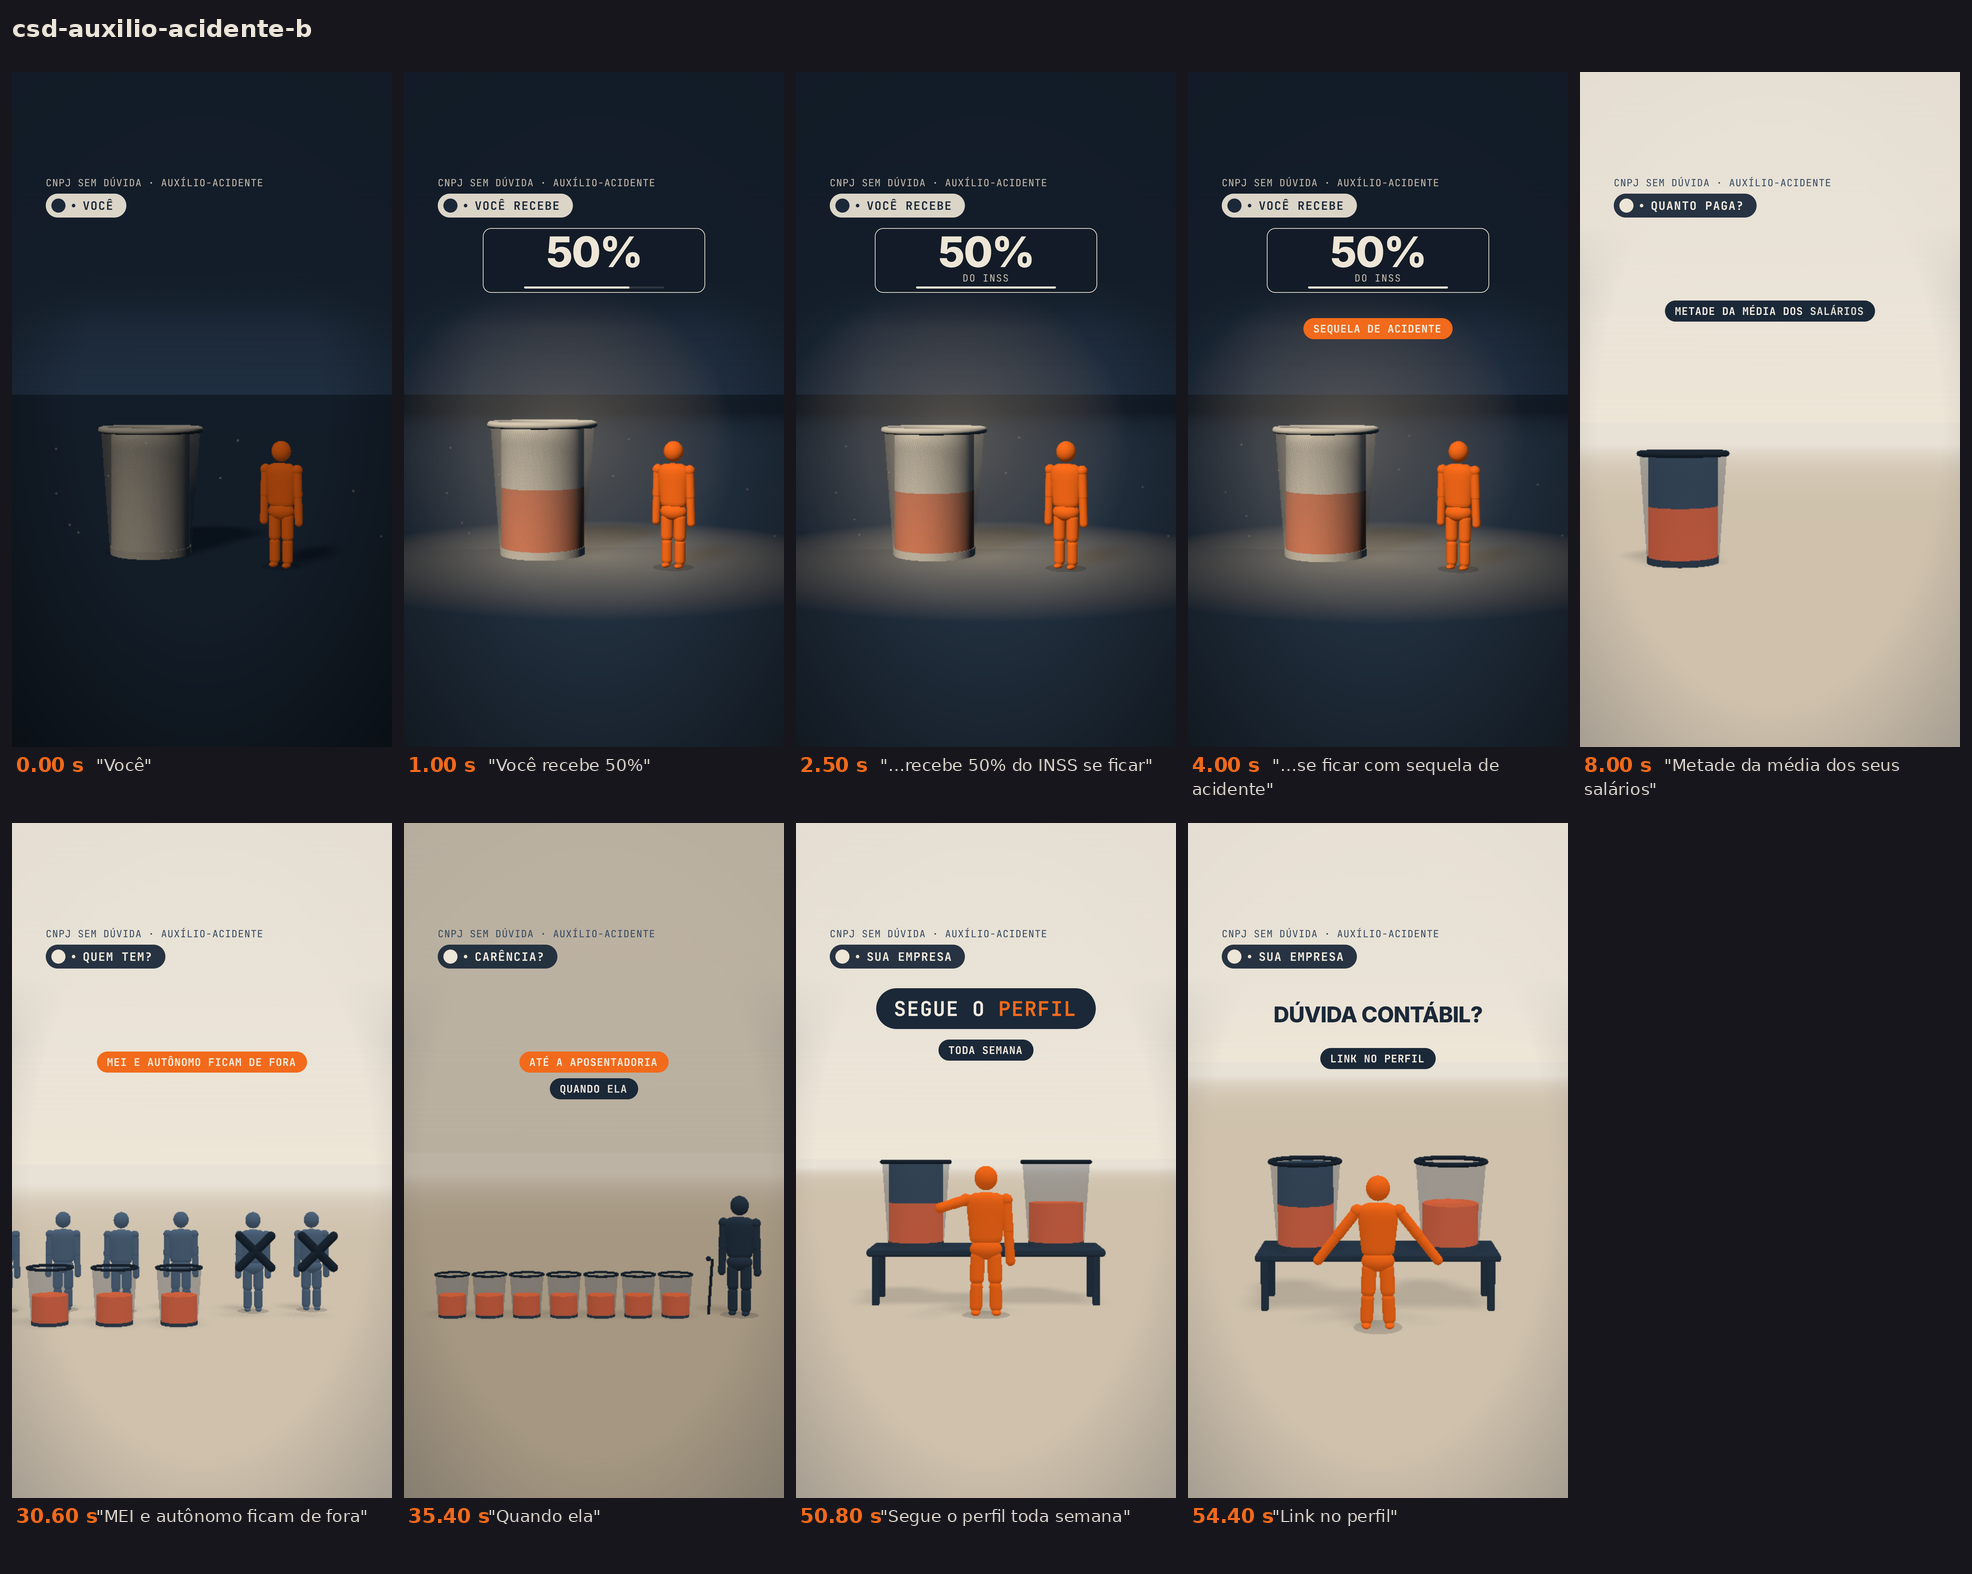 csd-auxilio-acidente-b
CNPJ SEM DÚVIDA · AUXÍLIO-ACIDENTE
• VOCÊ
0.00 s "Você"
CNPJ SEM DÚVIDA · AUXÍLIO-ACIDENTE
• VOCÊ RECEBE
50%
1.00 s "Você recebe 50%"
CNPJ SEM DÚVIDA · AUXÍLIO-ACIDENTE
• VOCÊ RECEBE
50%
DO INSS
2.50 s "…recebe 50% do INSS se ficar"
CNPJ SEM DÚVIDA · AUXÍLIO-ACIDENTE
• VOCÊ RECEBE
50%
DO INSS
SEQUELA DE ACIDENTE
4.00 s "…se ficar com sequela de
acidente"
CNPJ SEM DÚVIDA · AUXÍLIO-ACIDENTE
• QUANTO PAGA?
METADE DA MÉDIA DOS SALÁRIOS
8.00 s "Metade da média dos seus
salários"
CNPJ SEM DÚVIDA · AUXÍLIO-ACIDENTE
• QUEM TEM?
MEI E AUTÔNOMO FICAM DE FORA
30.60 s "MEI e autônomo ficam de fora"
CNPJ SEM DÚVIDA · AUXÍLIO-ACIDENTE
• CARÊNCIA?
ATÉ A APOSENTADORIA
QUANDO ELA
35.40 s "Quando ela"
CNPJ SEM DÚVIDA · AUXÍLIO-ACIDENTE
• SUA EMPRESA
SEGUE O PERFIL
TODA SEMANA
50.80 s "Segue o perfil toda semana"
CNPJ SEM DÚVIDA · AUXÍLIO-ACIDENTE
• SUA EMPRESA
DÚVIDA CONTÁBIL?
LINK NO PERFIL
54.40 s "Link no perfil"